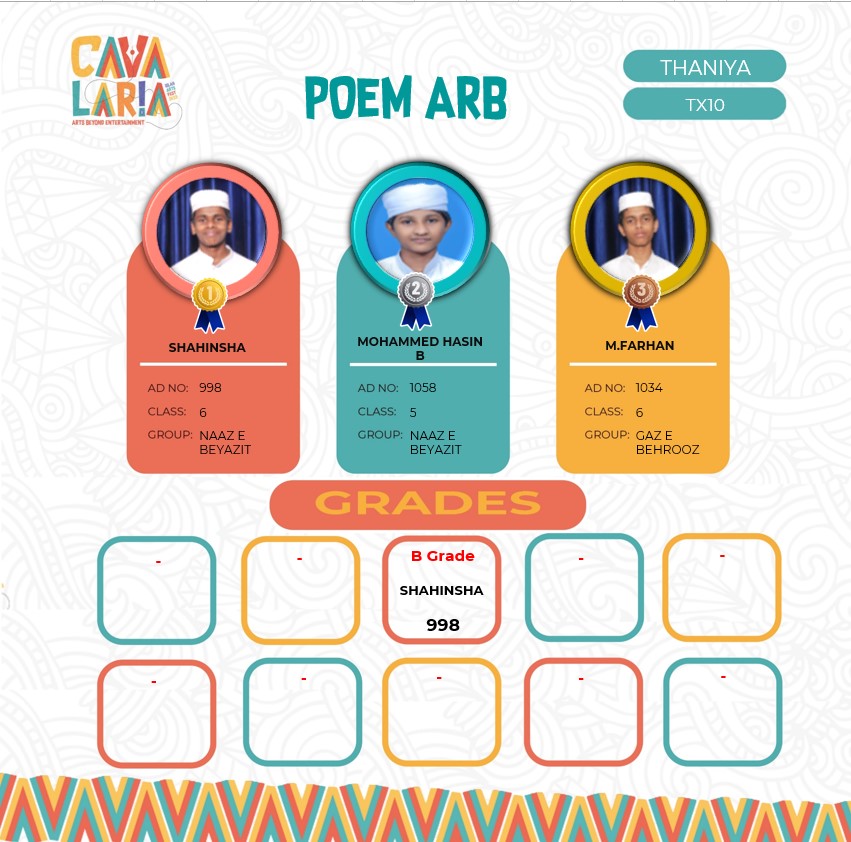 CAVA
LARIA
ARTS BEYOND ENTERTAINMENT
POEM ARB
THANIYA
TX10
1
SHAHINSHA
AD NO: 998
CLASS: 6
GROUP: NAAZ E
BEYAZIT
2
MOHAMMED HASIN
B
AD NO: 1058
CLASS: 5
GROUP: NAAZ E
BEYAZIT
3
M.FARHAN
AD NO: 1034
CLASS: 6
GROUP: GAZ E
BEHROOZ
GRADES
-
-
B Grade
SHAHINSHA
998
-
-
-
-
-
-
-